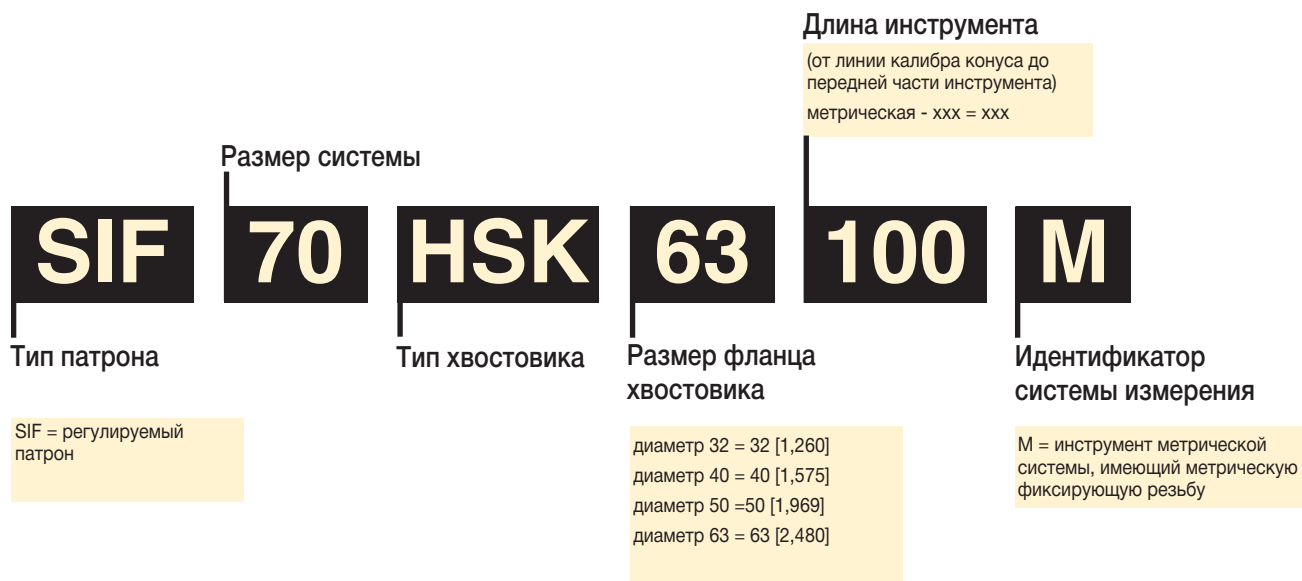 Длина инструмента
(от линии калибра конуса до
передней части инструмента)
метрическая - xxx = xxx
Размер системы
SIF 70 HSK 63 100 M
Тип патрона
SIF = регулируемый
патрон
Тип хвостовика
Размер фланца
хвостовика
диаметр 32 = 32 [1,260]
диаметр 40 = 40 [1,575]
диаметр 50 =50 [1,969]
диаметр 63 = 63 [2,480]
Идентификатор
системы измерения
M = инструмент метрической
системы, имеющий метрическую
фиксирующую резьбу